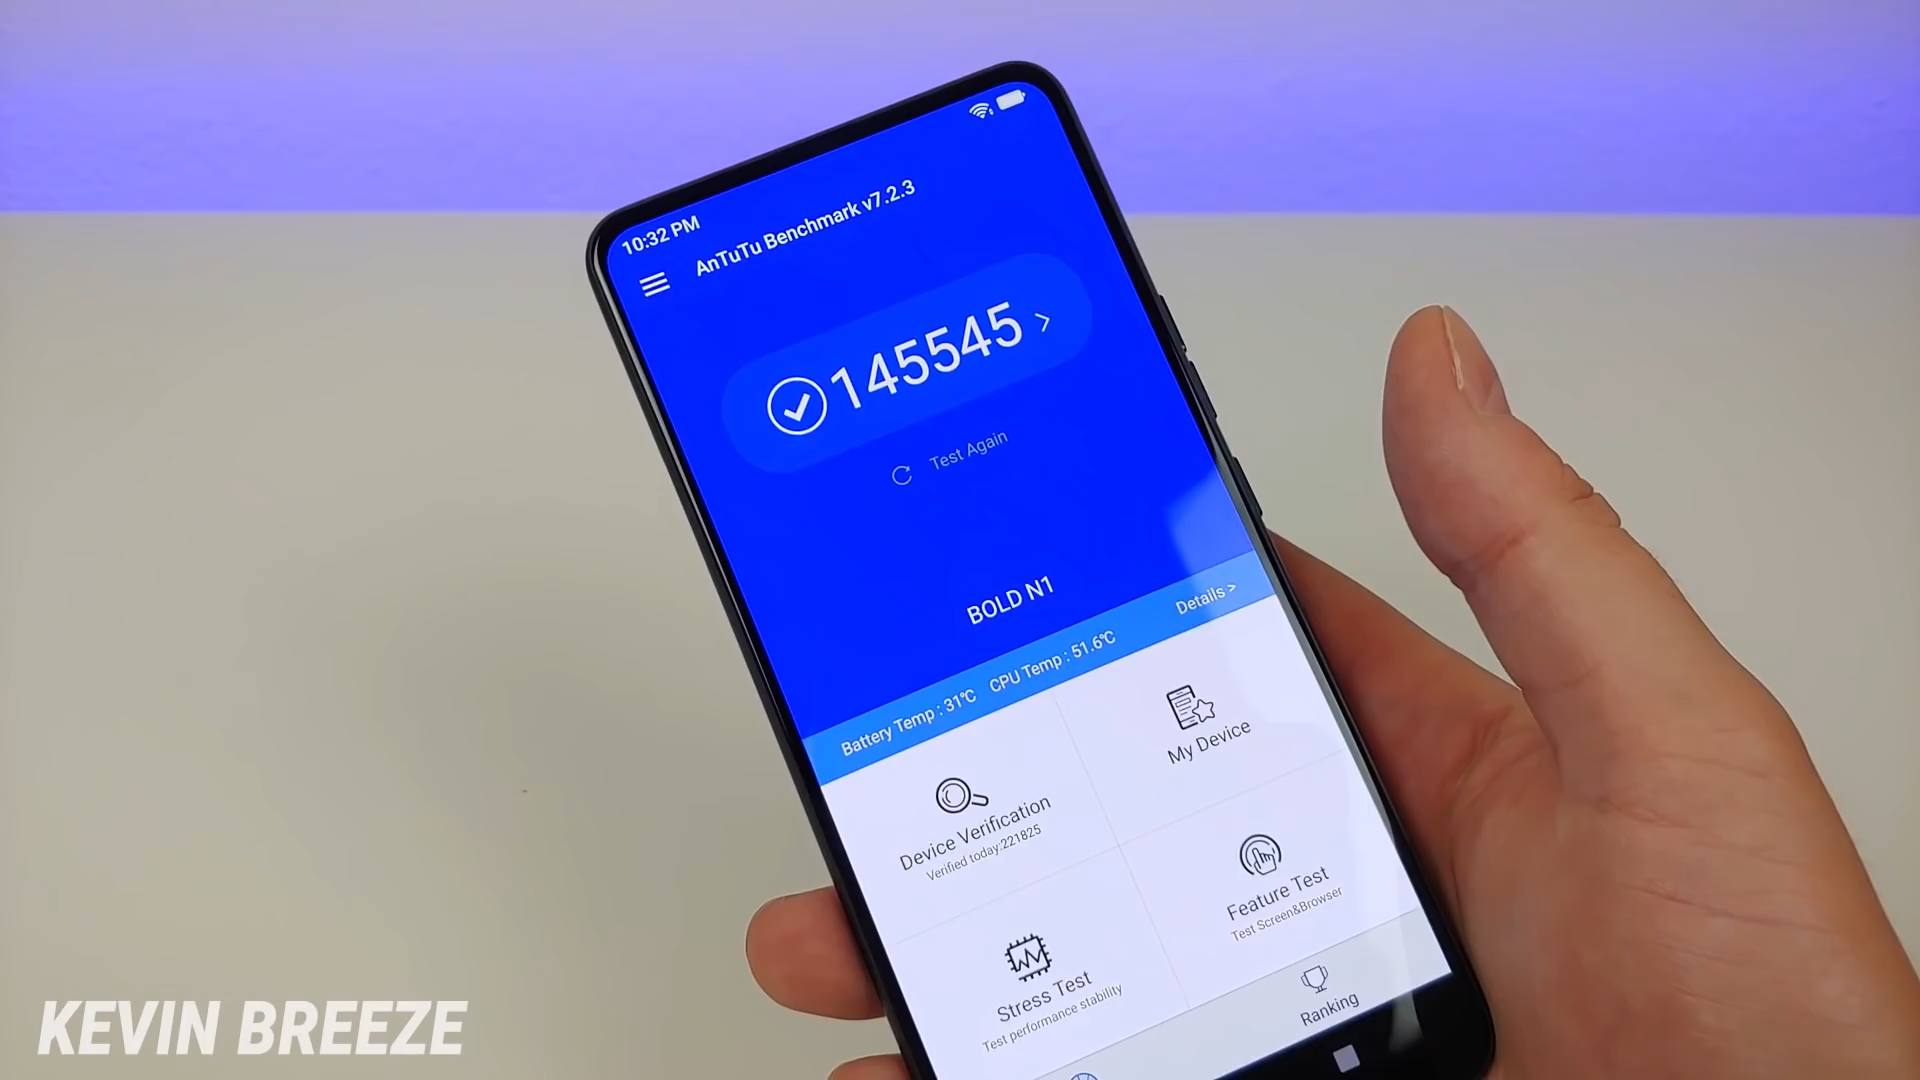 10:32 PM
AnTuTu Benchmark v7.2.3
145545
Test Again
BOLD N1
Battery Temp : 31℃ CPU Temp : 51.6℃
Details >
My Device
Device Verification
Verified today:221825
Feature Test
Test Screen&Browser
Stress Test
Test performance stability
Ranking
KEVIN BREEZE